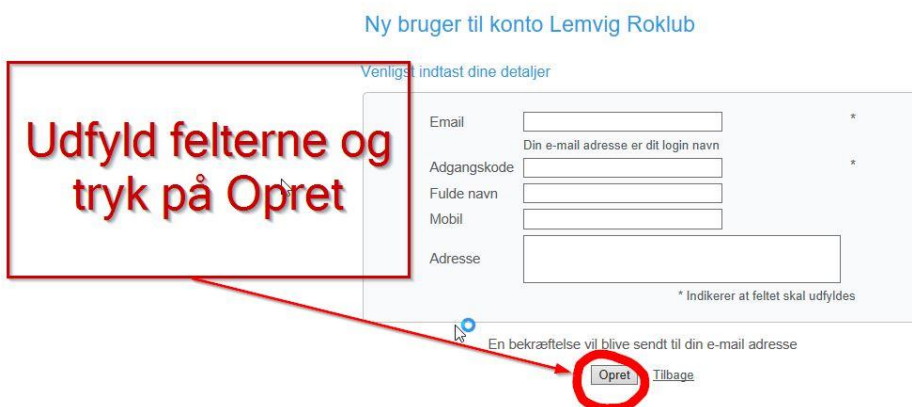 Ny bruger til konto Lemvig Roklub
Venligst indtast dine detaljer
Udfyld felterne og
tryk på Opret
Email *
Din e-mail adresse er dit login navn
Adgangskode *
Fulde navn
Mobil
Adresse
* Indikerer at feltet skal udfyldes
En bekræftelse vil blive sendt til din e-mail adresse
Opret Tilbage